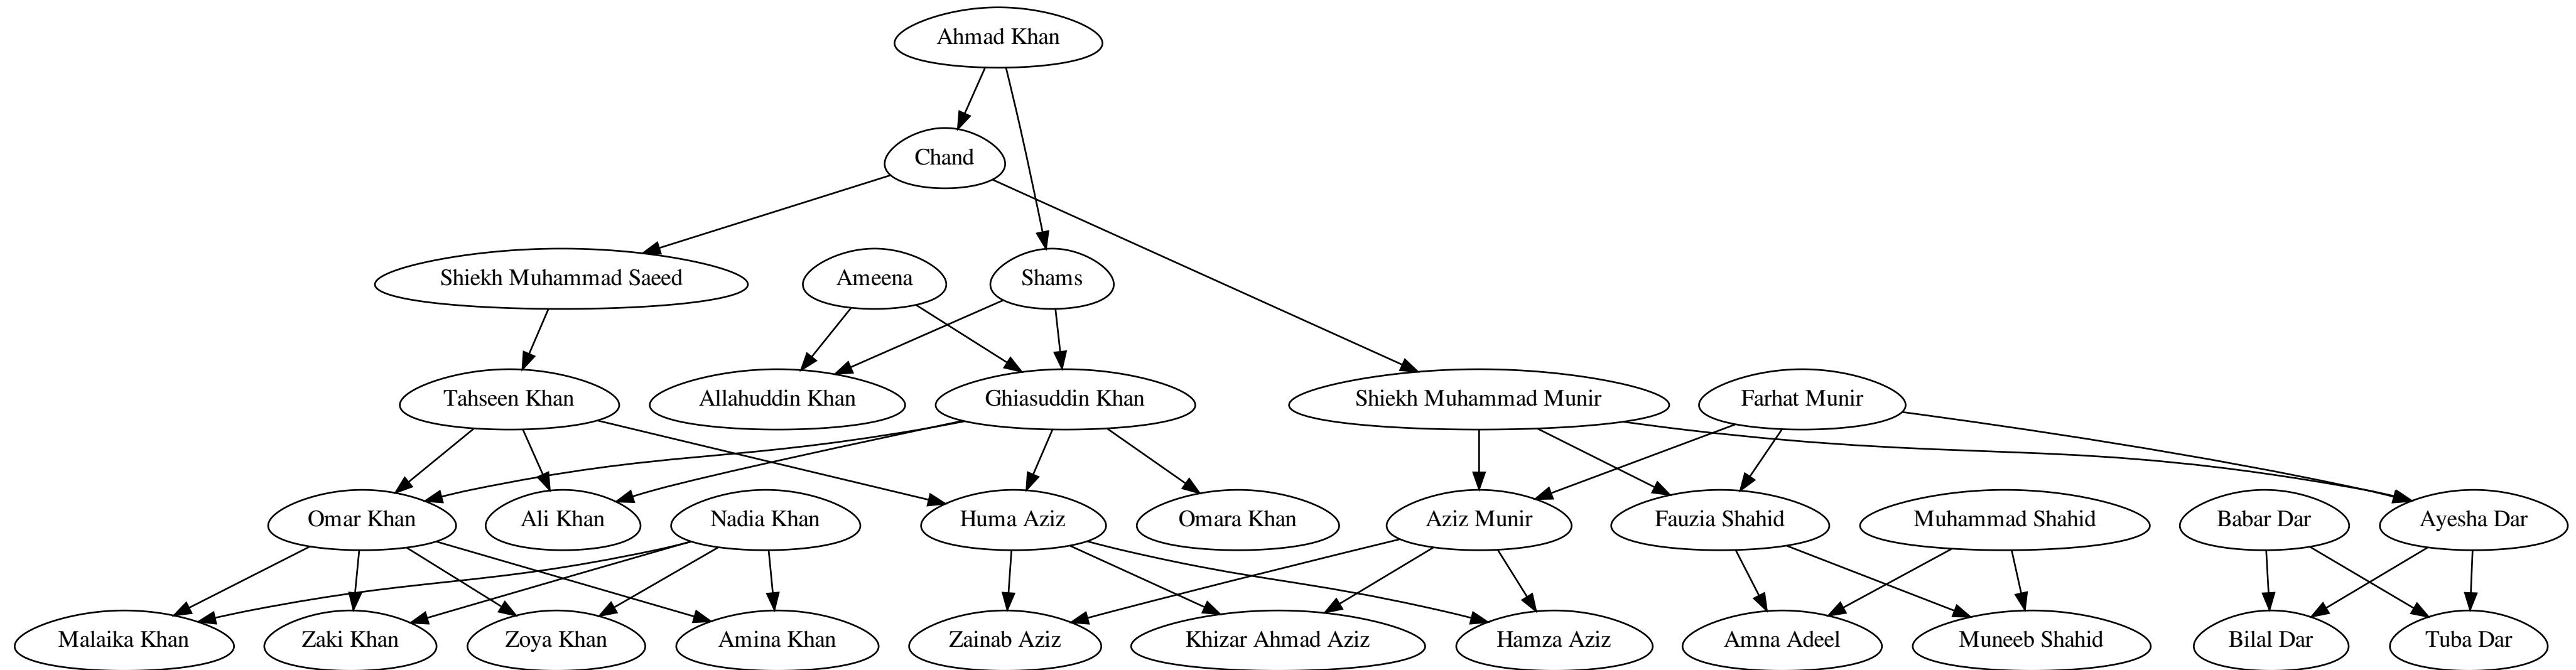 Ahmad Khan
Chand
Shiekh Muhammad Saeed
Ameena
Shams
Tahseen Khan
Allahuddin Khan
Ghiasuddin Khan
Shiekh Muhammad Munir
Farhat Munir
Omar Khan
Ali Khan
Nadia Khan
Huma Aziz
Omara Khan
Aziz Munir
Fauzia Shahid
Muhammad Shahid
Babar Dar
Ayesha Dar
Malaika Khan
Zaki Khan
Zoya Khan
Amina Khan
Zainab Aziz
Khizar Ahmad Aziz
Hamza Aziz
Amna Adeel
Muneeb Shahid
Bilal Dar
Tuba Dar